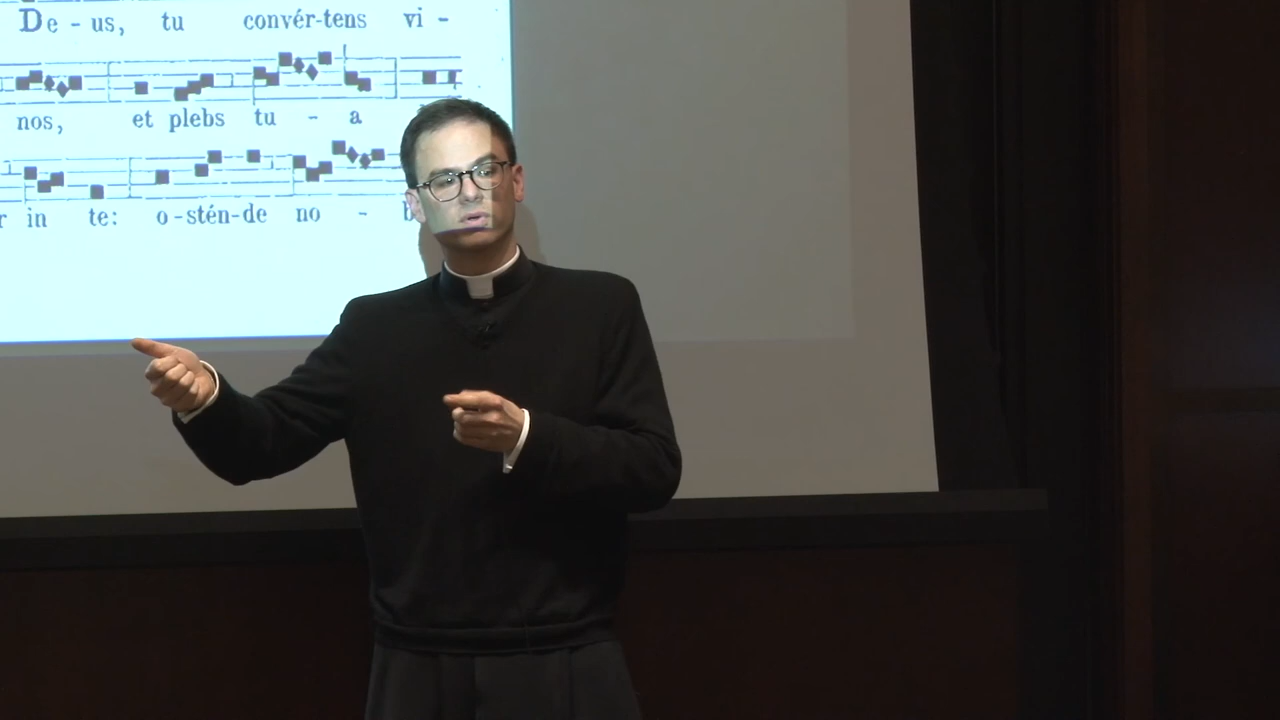 De - us, tu convér-tens vi -
nos, et plebs tu - a
in te: o-stén-de no -